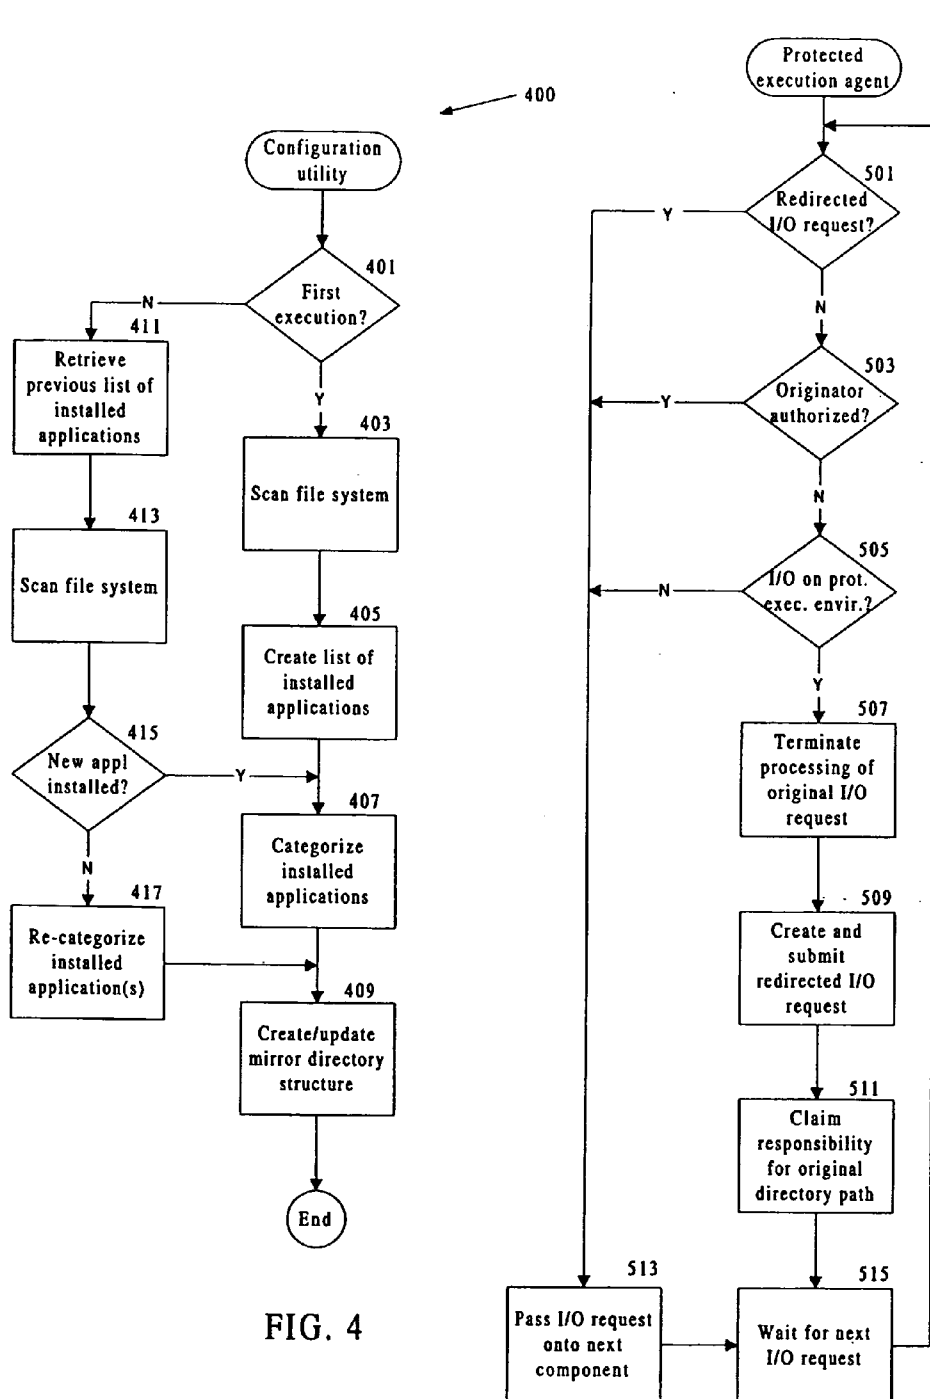 400
Configuration
utility
401
First
execution?
N
Y
411
Retrieve
previous list of
installed
applications
403
Scan file system
413
Scan file system
405
Create list of
installed
applications
415
New appl
installed?
Y
N
407
Categorize
installed
applications
417
Re-categorize
installed
application(s)
409
Create/update
mirror directory
structure
End
FIG. 4
Protected
execution agent
501
Redirected
I/O request?
Y
N
503
Originator
authorized?
Y
N
505
I/O on prot.
exec. envir.?
N
Y
507
Terminate
processing of
original I/O
request
509
Create and
submit
redirected I/O
request
511
Claim
responsibility
for original
directory path
513
Pass I/O request
onto next
component
515
Wait for next
I/O request